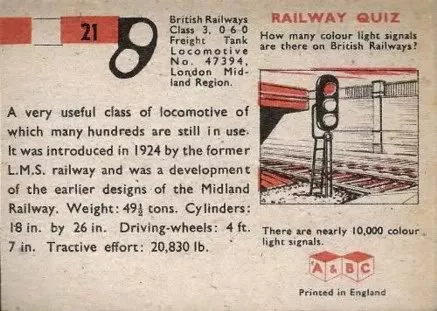 21
British Railways
Class 3, 0-6-0
Freight Tank
Locomotive
No. 47394,
London Mid-
land Region.
A very useful class of locomotive of
which many hundreds are still in use.
It was introduced in 1924 by the former
L.M.S. railway and was a development
of the earlier designs of the Midland
Railway. Weight: 49½ tons. Cylinders:
18 in. by 26 in. Driving-wheels: 4 ft.
7 in. Tractive effort: 20,830 lb.
RAILWAY QUIZ
How many colour light signals
are there on British Railways?
There are nearly 10,000 colour
light signals.
A & B C
Printed in England